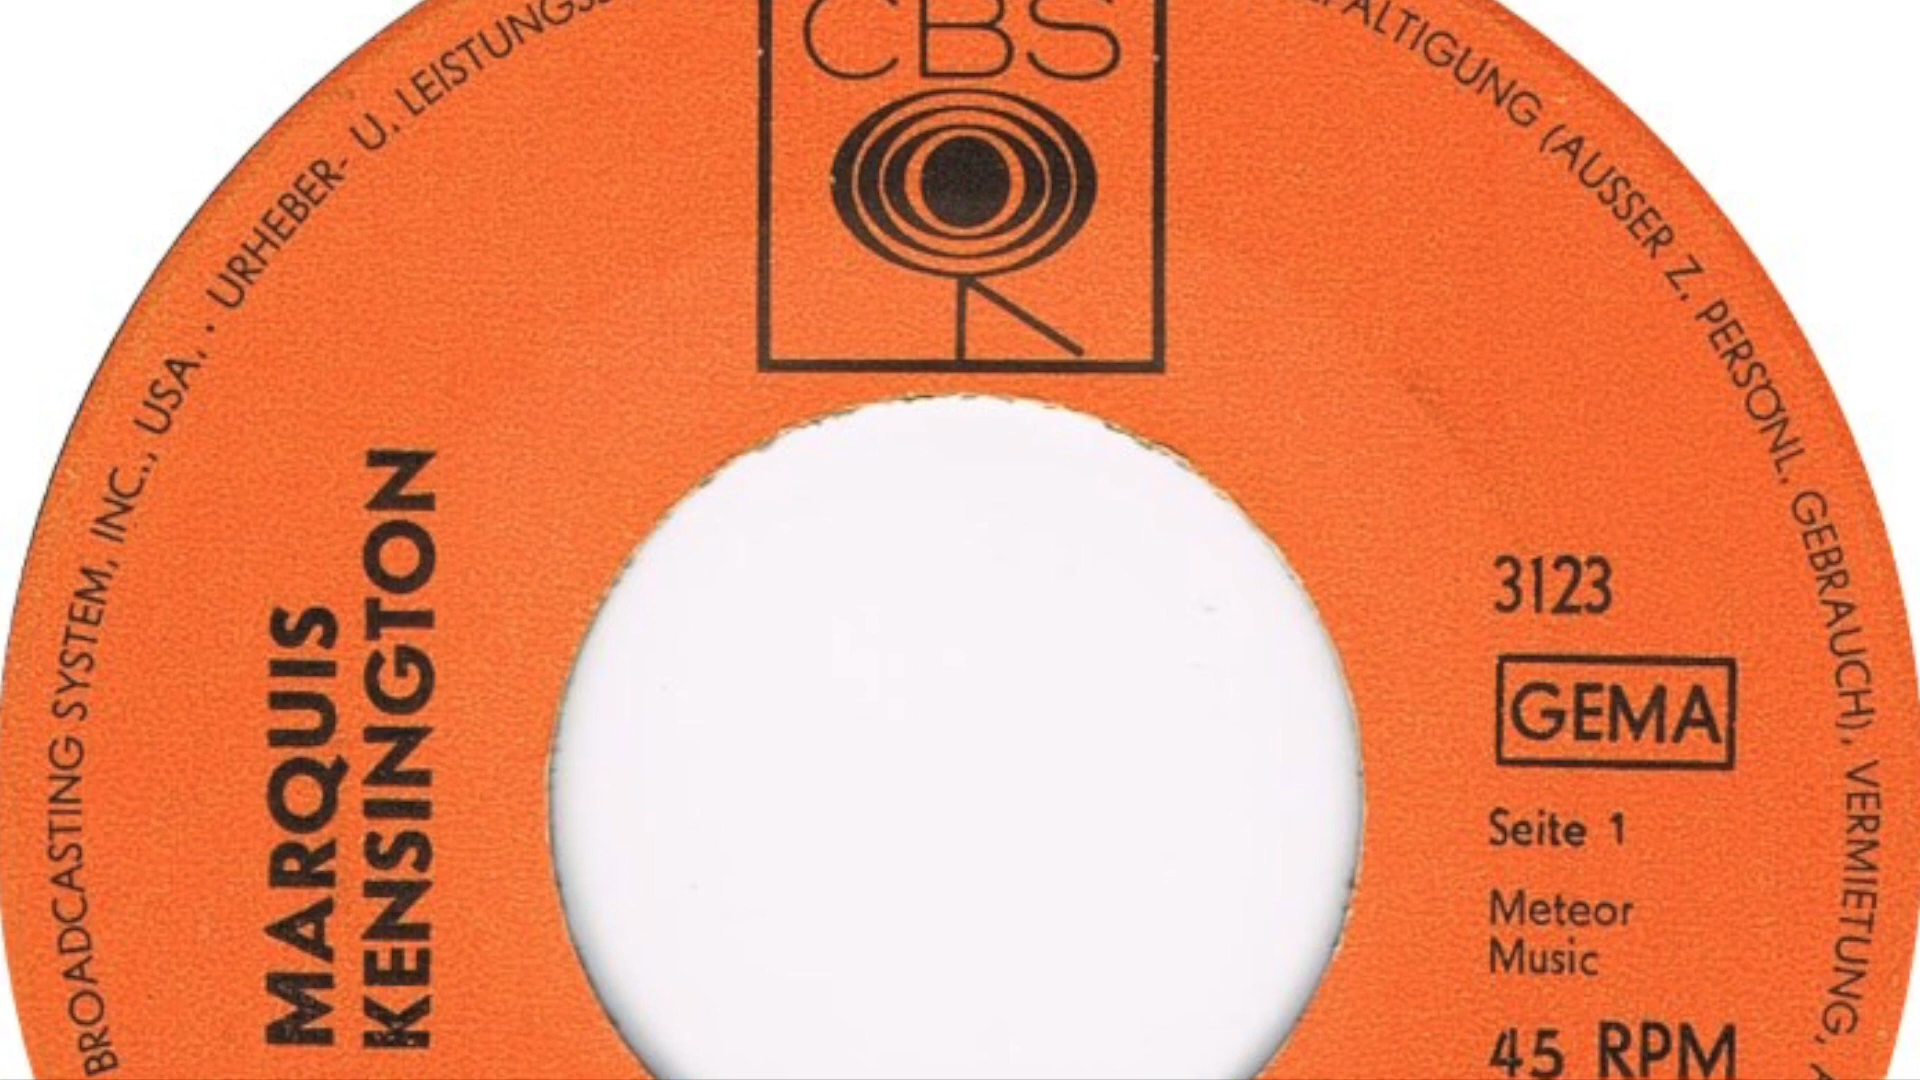 CBS
BROADCASTING SYSTEM, INC., USA. · URHEBER- U. LEISTUNGS
(AUSSER Z. PERSÖNL. GEBRAUCH), VERMIETUNG,
MARQUIS
KENSINGTON
3123
GEMA
Seite 1
Meteor
Music
45 RPM